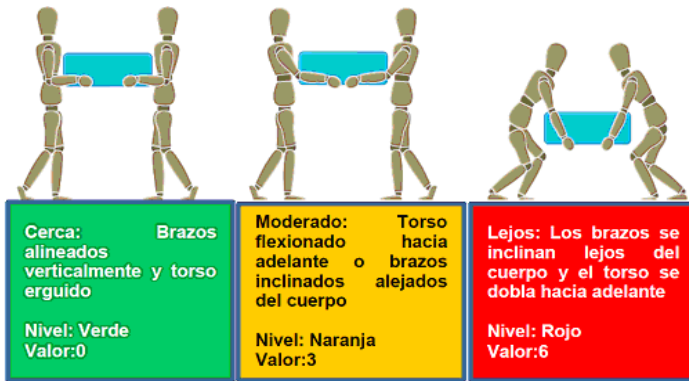 Cerca: Brazos
alineados
verticalmente y torso
erguido
Nivel: Verde
Valor:0
Moderado: Torso
flexionado hacia
adelante o brazos
inclinados alejados
del cuerpo
Nivel: Naranja
Valor:3
Lejos: Los brazos se
inclinan lejos del
cuerpo y el torso se
dobla hacia adelante
Nivel: Rojo
Valor:6